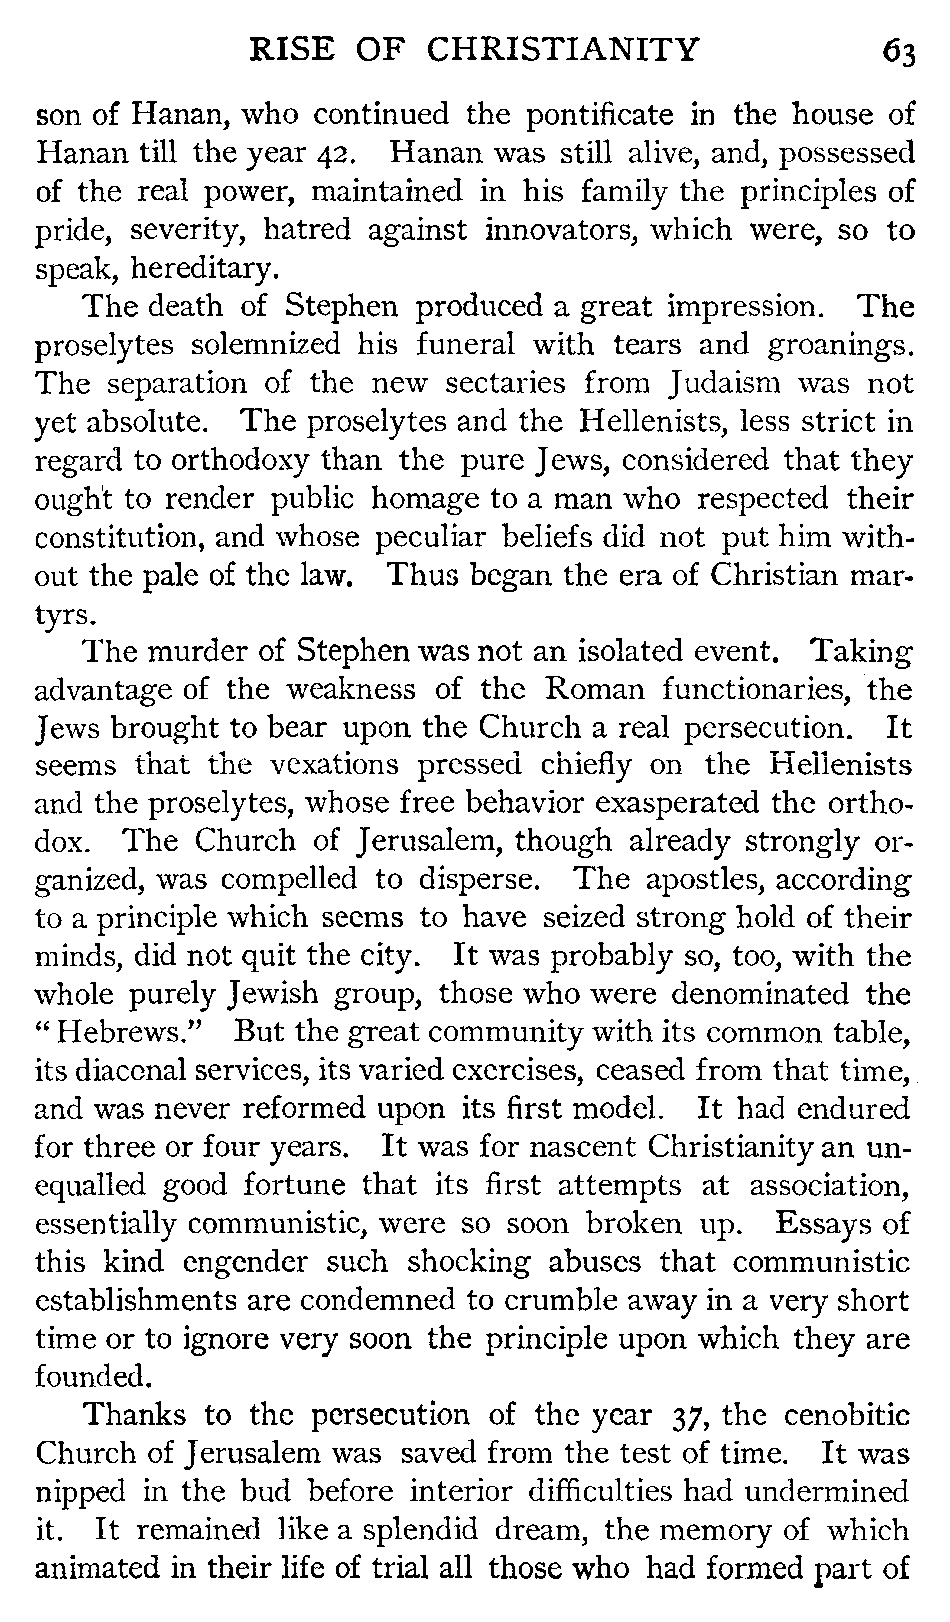 RISE OF CHRISTIANITY 63
son of Hanan, who continued the pontificate in the house of
Hanan till the year 42. Hanan was still alive, and, possessed
of the real power, maintained in his family the principles of
pride, severity, hatred against innovators, which were, so to
speak, hereditary.
The death of Stephen produced a great impression. The
proselytes solemnized his funeral with tears and groanings.
The separation of the new sectaries from Judaism was not
yet absolute. The proselytes and the Hellenists, less strict in
regard to orthodoxy than the pure Jews, considered that they
ought to render public homage to a man who respected their
constitution, and whose peculiar beliefs did not put him with-
out the pale of the law. Thus began the era of Christian mar-
tyrs.
The murder of Stephen was not an isolated event. Taking
advantage of the weakness of the Roman functionaries, the
Jews brought to bear upon the Church a real persecution. It
seems that the vexations pressed chiefly on the Hellenists
and the proselytes, whose free behavior exasperated the ortho-
dox. The Church of Jerusalem, though already strongly or-
ganized, was compelled to disperse. The apostles, according
to a principle which seems to have seized strong hold of their
minds, did not quit the city. It was probably so, too, with the
whole purely Jewish group, those who were denominated the
"Hebrews." But the great community with its common table,
its diaconal services, its varied exercises, ceased from that time,
and was never reformed upon its first model. It had endured
for three or four years. It was for nascent Christianity an un-
equalled good fortune that its first attempts at association,
essentially communistic, were so soon broken up. Essays of
this kind engender such shocking abuses that communistic
establishments are condemned to crumble away in a very short
time or to ignore very soon the principle upon which they are
founded.
Thanks to the persecution of the year 37, the cenobitic
Church of Jerusalem was saved from the test of time. It was
nipped in the bud before interior difficulties had undermined
it. It remained like a splendid dream, the memory of which
animated in their life of trial all those who had formed part of